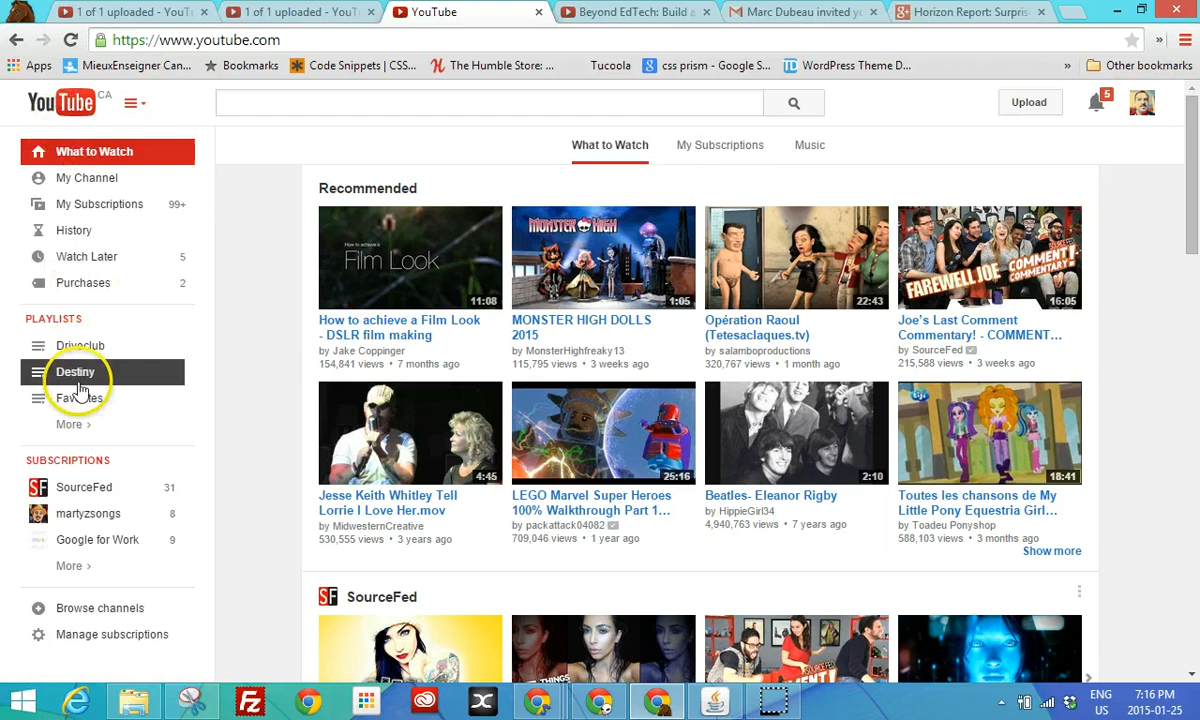 1 of 1 uploaded - YouT
1 of 1 uploaded - YouT
YouTube
Beyond EdTech: Build a
Marc Dubeau invited yo
Horizon Report: Surpris
https://www.youtube.com
Apps
MieuxEnseigner Can...
Bookmarks
Code Snippets | CSS...
The Humble Store: ...
Tucoola
css prism - Google S...
WordPress Theme D...
»
Other bookmarks
YouTube CA
Upload
5
What to Watch
My Subscriptions
Music
What to Watch
My Channel
My Subscriptions 99+
History
Watch Later 5
Purchases 2
PLAYLISTS
Driveclub
Destiny
Favorites
More ›
SUBSCRIPTIONS
SourceFed 31
martyzsongs 8
Google for Work 9
More ›
Browse channels
Manage subscriptions
Recommended
How to achieve a
Film Look
11:08
How to achieve a Film Look
- DSLR film making
by Jake Coppinger
154,841 views • 7 months ago
MONSTER HIGH
1:05
MONSTER HIGH DOLLS
2015
by MonsterHighfreaky13
115,795 views • 3 weeks ago
22:43
Opération Raoul
(Tetesaclaques.tv)
by salamboproductions
320,767 views • 1 month ago
FAREWELL JOE
COMMENT
COMMENTARY!
16:05
Joe's Last Comment
Commentary! - COMMENT...
by SourceFed
215,588 views • 3 weeks ago
4:45
Jesse Keith Whitley Tell
Lorrie I Love Her.mov
by MidwesternCreative
530,555 views • 3 years ago
25:16
LEGO Marvel Super Heroes
100% Walkthrough Part 1...
by packattack04082
709,046 views • 1 year ago
2:10
Beatles- Eleanor Rigby
by HippieGirl34
4,940,763 views • 7 years ago
18:41
Toutes les chansons de My
Little Pony Equestria Girl...
by Toadeu Ponyshop
588,103 views • 3 months ago
Show more
SF SourceFed
ENG
US
7:16 PM
2015-01-25